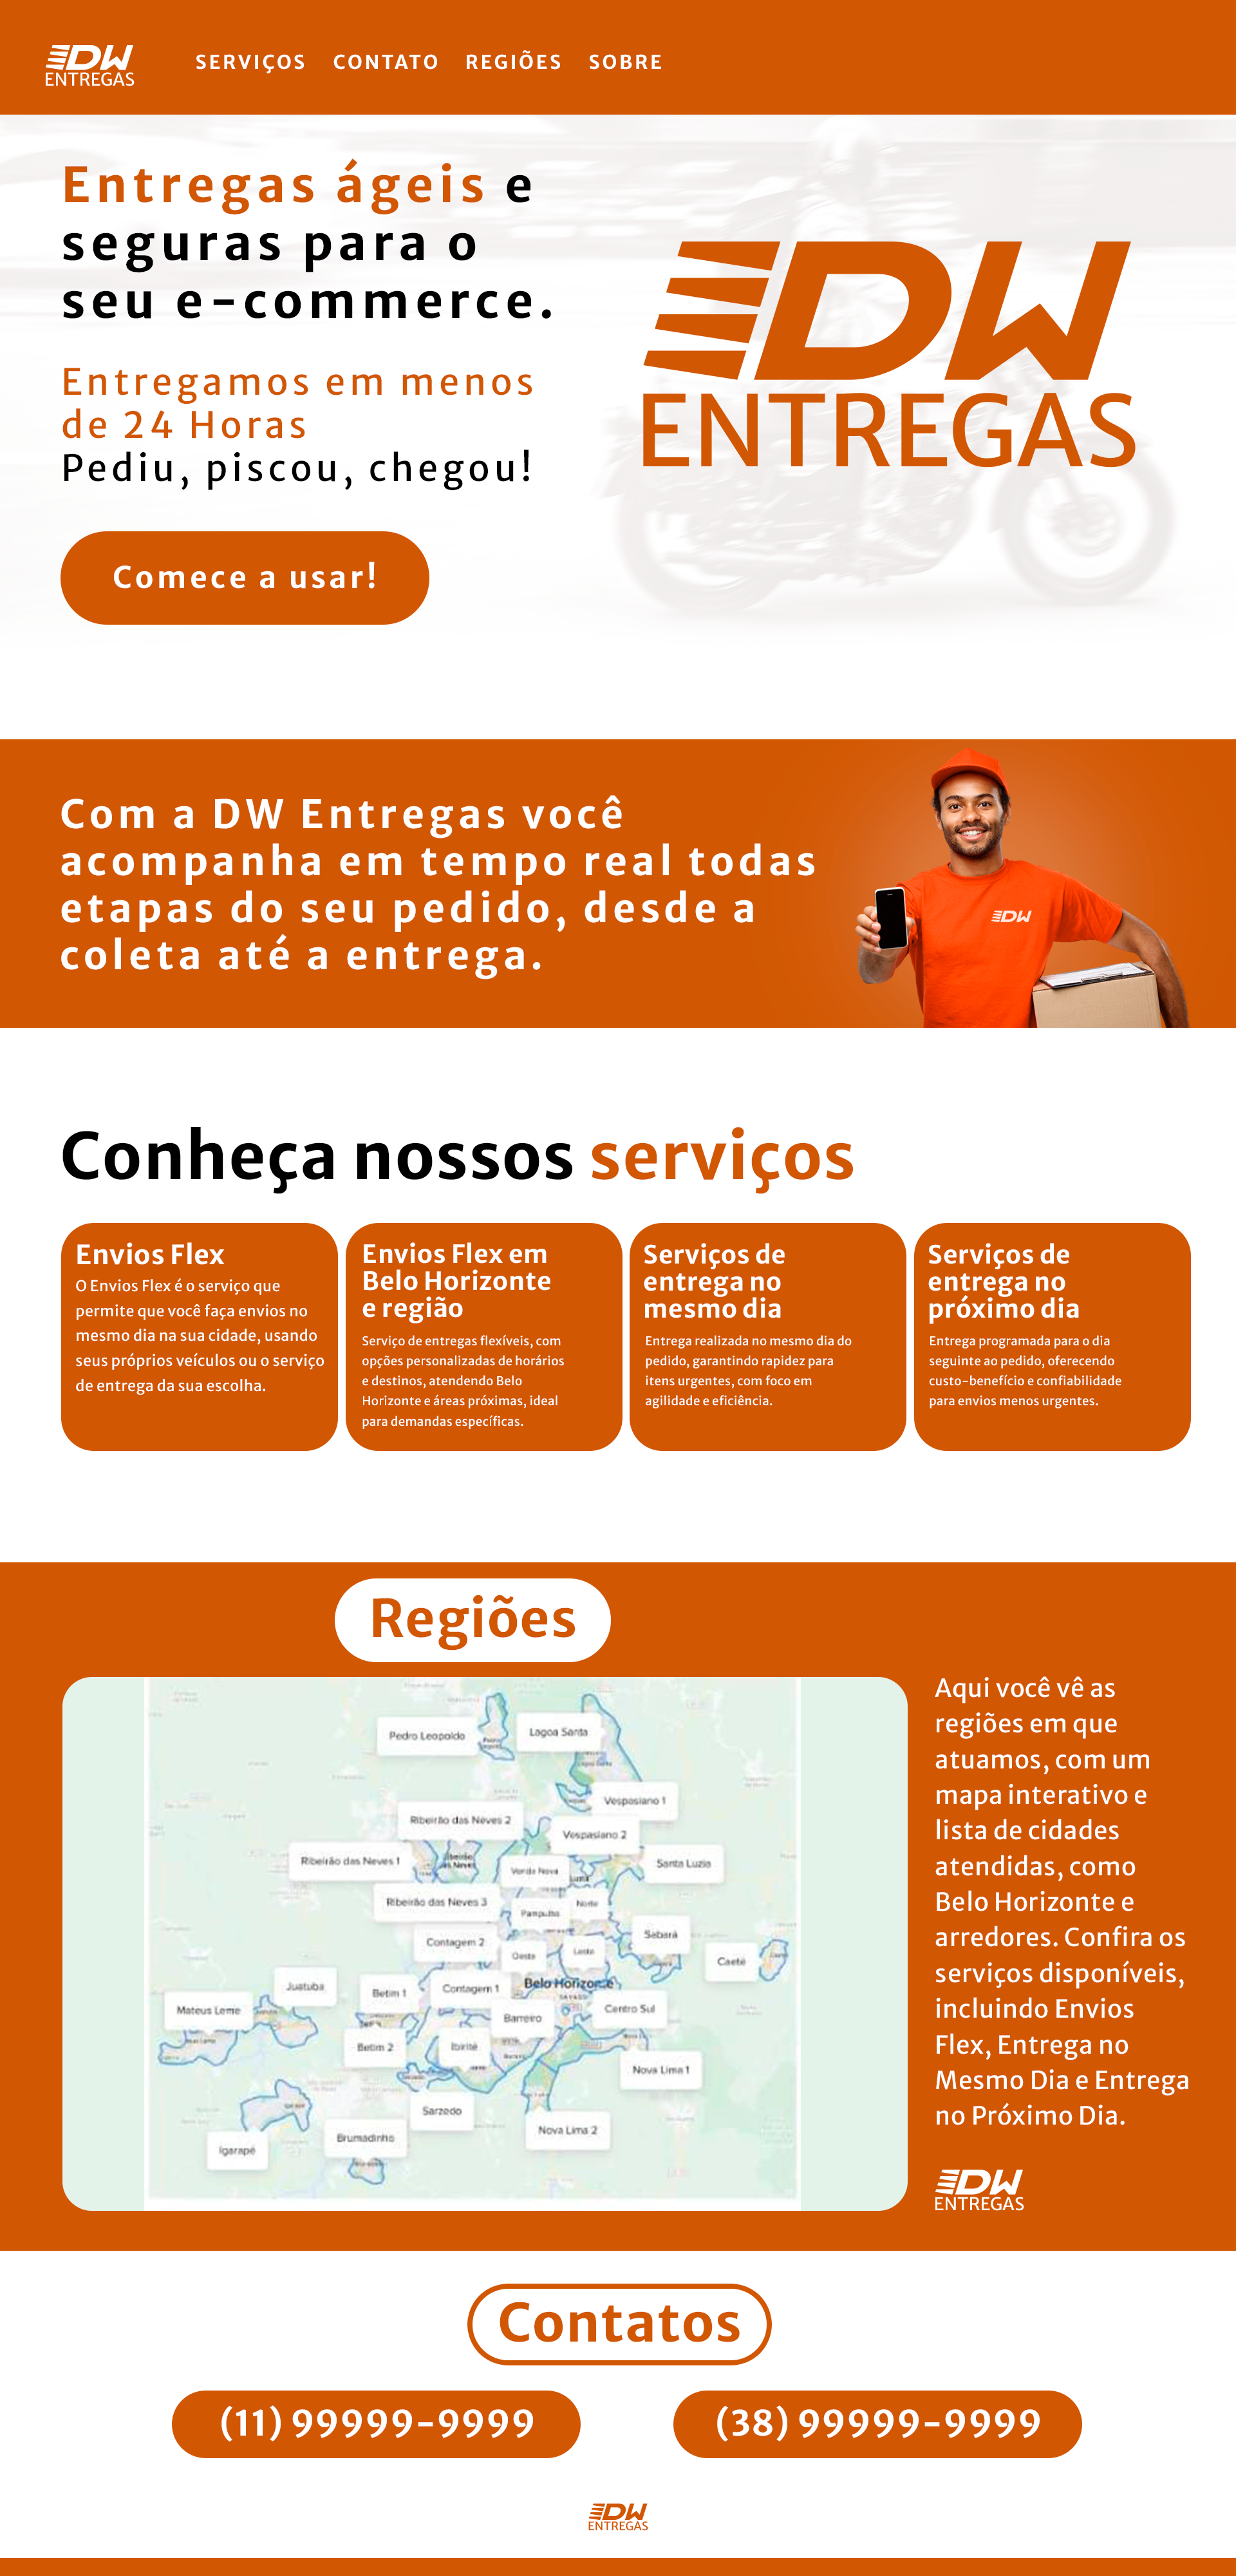 DW
ENTREGAS
SERVIÇOS CONTATO REGIÕES SOBRE
Entregas ágeis e
seguras para o
seu e-commerce.
Entregamos em menos
de 24 Horas
Pediu, piscou, chegou!
Comece a usar!
DW
ENTREGAS
Com a DW Entregas você
acompanha em tempo real todas
etapas do seu pedido, desde a
coleta até a entrega.
DW
Conheça nossos serviços
Envios Flex
O Envios Flex é o serviço que
permite que você faça envios no
mesmo dia na sua cidade, usando
seus próprios veículos ou o serviço
de entrega da sua escolha.
Envios Flex em
Belo Horizonte
e região
Serviço de entregas flexíveis, com
opções personalizadas de horários
e destinos, atendendo Belo
Horizonte e áreas próximas, ideal
para demandas específicas.
Serviços de
entrega no
mesmo dia
Entrega realizada no mesmo dia do
pedido, garantindo rapidez para
itens urgentes, com foco em
agilidade e eficiência.
Serviços de
entrega no
próximo dia
Entrega programada para o dia
seguinte ao pedido, oferecendo
custo-benefício e confiabilidade
para envios menos urgentes.
Regiões
Pedro Leopoldo
Lagoa Santa
Vespasiano 1
Ribeirão das Neves 2
Vespasiano 2
Ribeirão das Neves 1
Santa Luzia
Venda Nova
Ribeirão das Neves 3
Norte
Pampulha
Sabará
Contagem 2
Oeste
Leste
Caeté
Juatuba
Betim 1
Contagem 1
Belo Horizonte
Mateus Leme
Centro Sul
Barreiro
Betim 2
Ibirité
Nova Lima 1
Sarzedo
Nova Lima 2
Brumadinho
Igarapé
Aqui você vê as
regiões em que
atuamos, com um
mapa interativo e
lista de cidades
atendidas, como
Belo Horizonte e
arredores. Confira os
serviços disponíveis,
incluindo Envios
Flex, Entrega no
Mesmo Dia e Entrega
no Próximo Dia.
DW
ENTREGAS
Contatos
(11) 99999-9999
(38) 99999-9999
DW
ENTREGAS